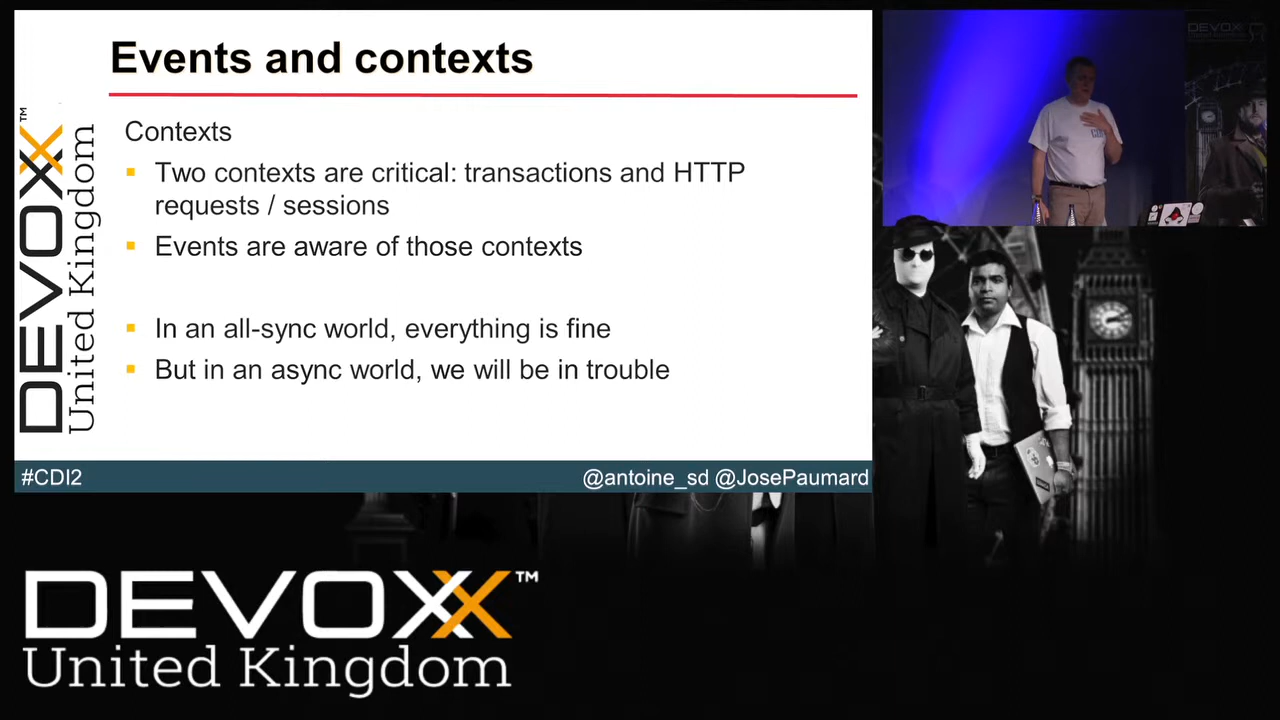 Events and contexts
Contexts
Two contexts are critical: transactions and HTTP
requests / sessions
Events are aware of those contexts
In an all-sync world, everything is fine
But in an async world, we will be in trouble
#CDI2
@antoine_sd @JosePaumard
DEVOXX™
United Kingdom
DEVOXX™
United Kingdom
DEVOXX